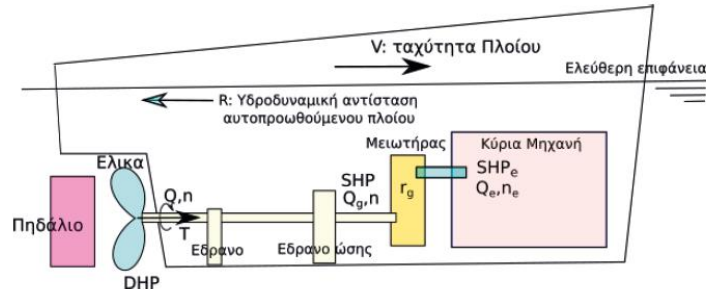 V: ταχύτητα Πλοίου
Ελεύθερη επιφάνεια
R: Υδροδυναμική αντίσταση
αυτοπροωθούμενου πλοίου
Μειωτήρας
Κύρια Μηχανή
Ελικα
SHP
SHPe
Q,n
Qg,n
rg
Qe,ne
Πηδάλιο
T
Εδρανο
Εδρανο ώσης
DHP